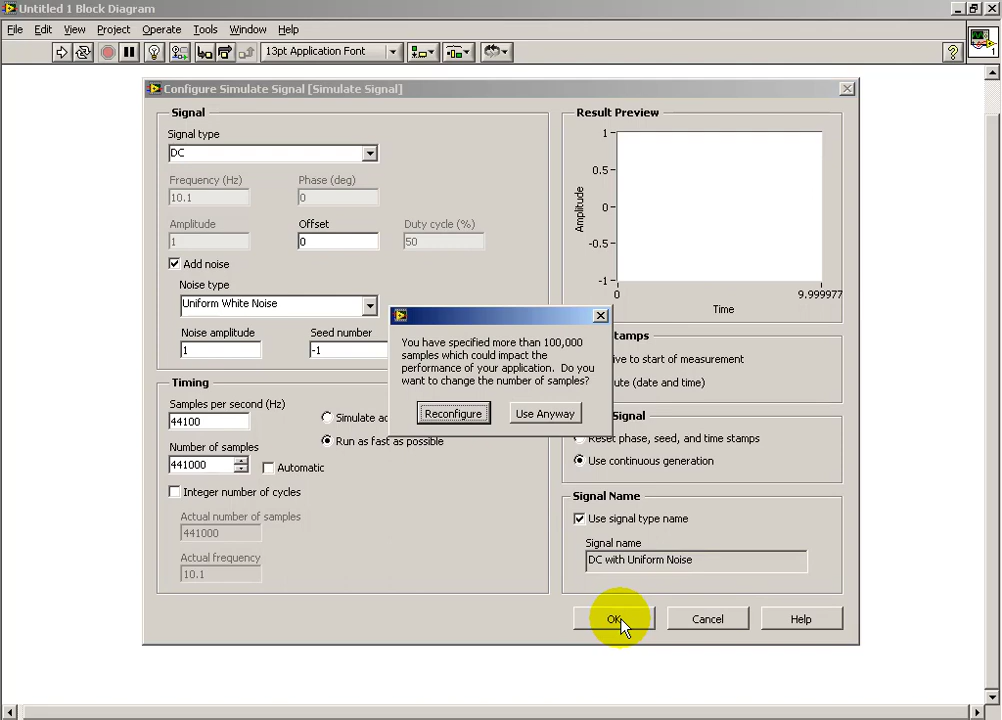 Untitled 1 Block Diagram
File Edit View Project Operate Tools Window Help
13pt Application Font
?
1
Configure Simulate Signal [Simulate Signal]
Signal
Signal type
DC
Frequency (Hz) Phase (deg)
10.1 0
Amplitude Offset Duty cycle (%)
1 0 50
Add noise
Noise type
Uniform White Noise
Noise amplitude Seed number
1 -1
Timing
Samples per second (Hz)
44100
Simulate ac
Run as fast as possible
Number of samples
441000
Automatic
Integer number of cycles
Actual number of samples
441000
Actual frequency
10.1
Result Preview
1
0.5
0
-0.5
-1
Amplitude
0 9.999977
Time
tamps
ive to start of measurement
ute (date and time)
Signal
Reset phase, seed, and time stamps
Use continuous generation
Signal Name
Use signal type name
Signal name
DC with Uniform Noise
OK Cancel Help
You have specified more than 100,000
samples which could impact the
performance of your application. Do you
want to change the number of samples?
Reconfigure Use Anyway